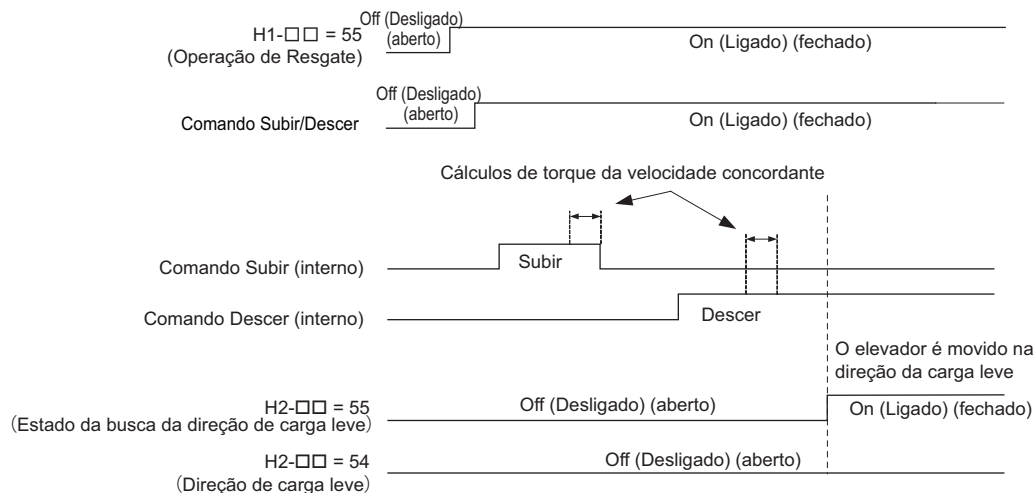 Off (Desligado)
(aberto)
H1-□□ = 55
(Operação de Resgate)
On (Ligado) (fechado)
Off (Desligado)
(aberto)
Comando Subir/Descer
On (Ligado) (fechado)
Cálculos de torque da velocidade concordante
Comando Subir (interno)
Subir
Comando Descer (interno)
Descer
O elevador é movido na
direção da carga leve
H2-□□ = 55
(Estado da busca da direção de carga leve)
Off (Desligado) (aberto)
On (Ligado) (fechado)
H2-□□ = 54
(Direção de carga leve)
Off (Desligado) (aberto)